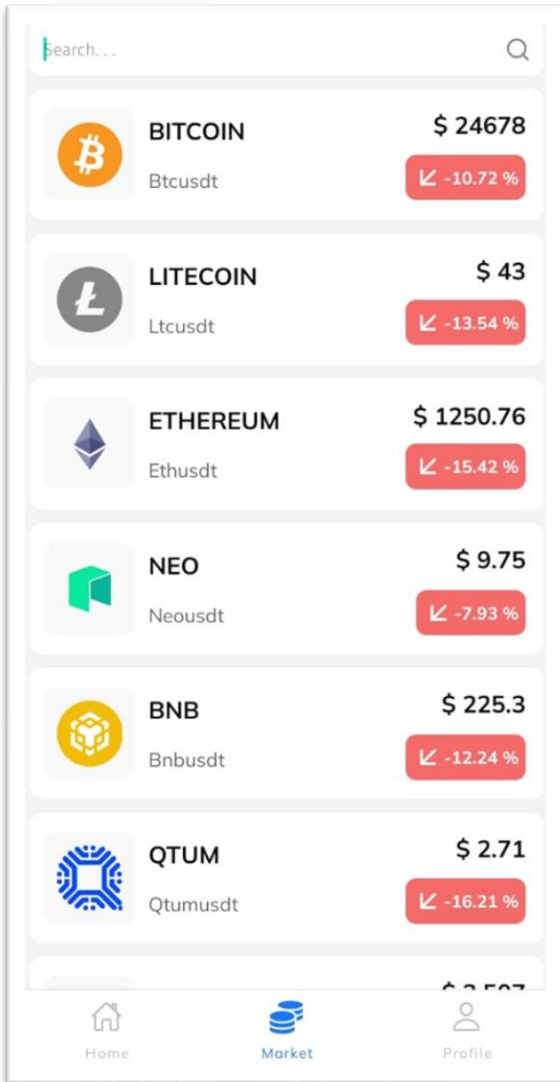 Search...
BITCOIN
$ 24678
Btcusdt
-10.72 %
LITECOIN
$ 43
Ltcusdt
-13.54 %
ETHEREUM
$ 1250.76
Ethusdt
-15.42 %
NEO
$ 9.75
Neousdt
-7.93 %
BNB
$ 225.3
Bnbusdt
-12.24 %
QTUM
$ 2.71
Qtumusdt
-16.21 %
Home
Market
Profile